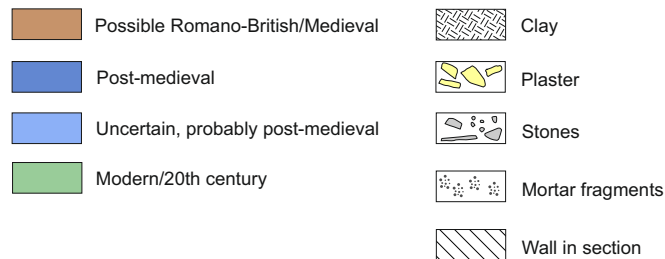 Possible Romano-British/Medieval
Post-medieval
Uncertain, probably post-medieval
Modern/20th century
Clay
Plaster
Stones
Mortar fragments
Wall in section